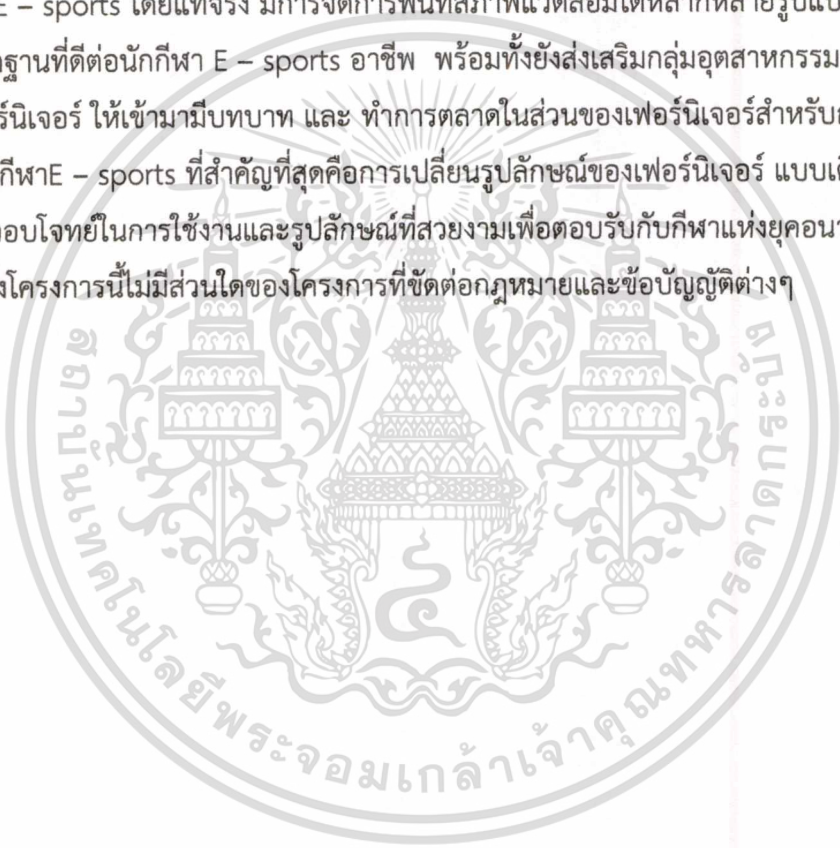 E – sports โดยแท้จริง มีการจัดการพื้นที่สภาพแวดล้อมได้หลากหลายรูปแบบ
ฐานที่ดีต่อนักกีฬา E – sports อาชีพ พร้อมทั้งยังส่งเสริมกลุ่มอุตสาหกรรม
ร์นิเจอร์ ให้เข้ามามีบทบาท และ ทำการตลาดในส่วนของเฟอร์นิเจอร์สำหรับ
กีฬาE – sports ที่สำคัญที่สุดคือการเปลี่ยนรูปลักษณ์ของเฟอร์นิเจอร์ แบบ
อบโจทย์ในการใช้งานและรูปลักษณ์ที่สวยงามเพื่อตอบรับกับกีฬาแห่งยุคอนา
งโครงการนี้ไม่มีส่วนใดของโครงการที่ขัดต่อกฎหมายและข้อบัญญัติต่างๆ
สถาบันเทคโนโลยีพระจอมเกล้าเจ้าคุณทหารลาดกระบัง